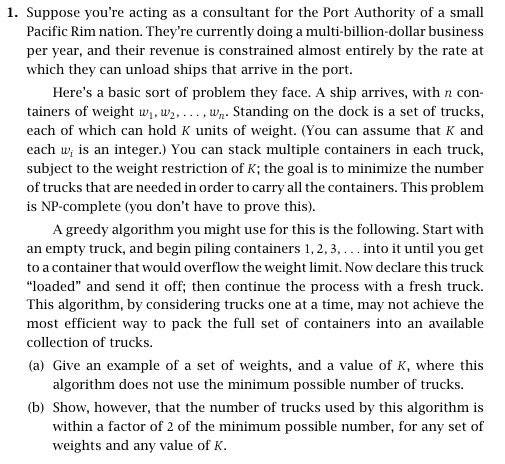 1. Suppose you're acting as a consultant for the Port Authority of a small
Pacific Rim nation. They're currently doing a multi-billion-dollar business
per year, and their revenue is constrained almost entirely by the rate at
which they can unload ships that arrive in the port.
Here's a basic sort of problem they face. A ship arrives, with n con-
tainers of weight w₁, w₂, . . . , wₙ. Standing on the dock is a set of trucks,
each of which can hold K units of weight. (You can assume that K and
each wᵢ is an integer.) You can stack multiple containers in each truck,
subject to the weight restriction of K; the goal is to minimize the number
of trucks that are needed in order to carry all the containers. This problem
is NP-complete (you don't have to prove this).
A greedy algorithm you might use for this is the following. Start with
an empty truck, and begin piling containers 1, 2, 3, . . . into it until you get
to a container that would overflow the weight limit. Now declare this truck
"loaded" and send it off; then continue the process with a fresh truck.
This algorithm, by considering trucks one at a time, may not achieve the
most efficient way to pack the full set of containers into an available
collection of trucks.
(a) Give an example of a set of weights, and a value of K, where this
algorithm does not use the minimum possible number of trucks.
(b) Show, however, that the number of trucks used by this algorithm is
within a factor of 2 of the minimum possible number, for any set of
weights and any value of K.